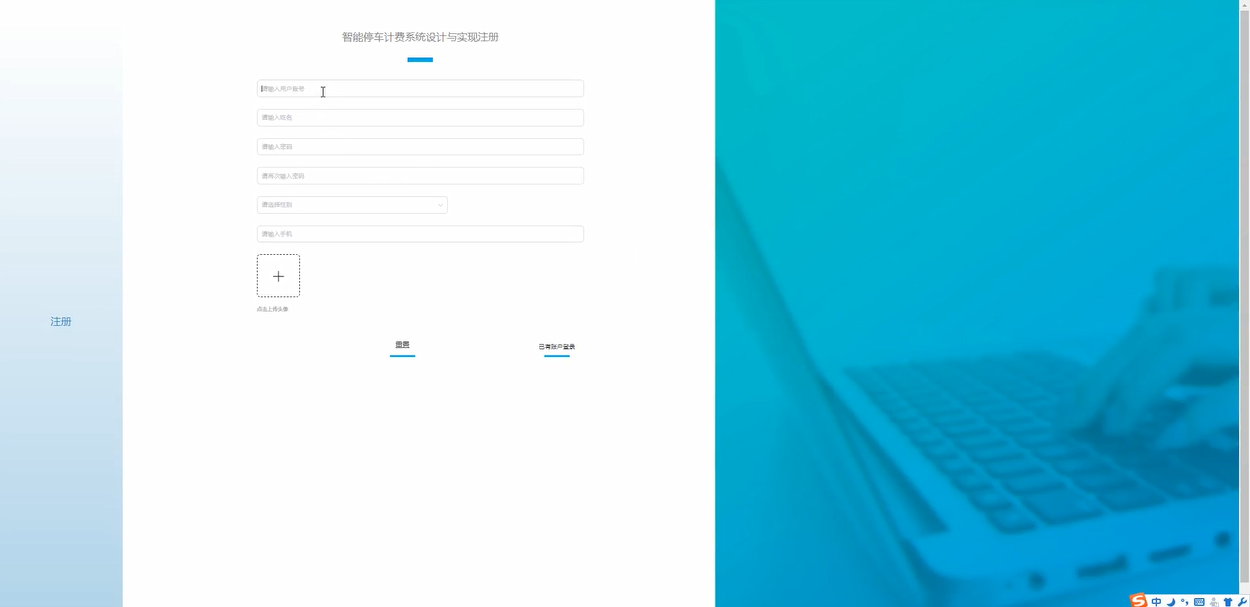 智能停车计费系统设计与实现注册
请输入用户账号
请输入姓名
请输入密码
请再次输入密码
请选择性别
请输入手机
点击上传头像
注册
重置
已有账户登录
中